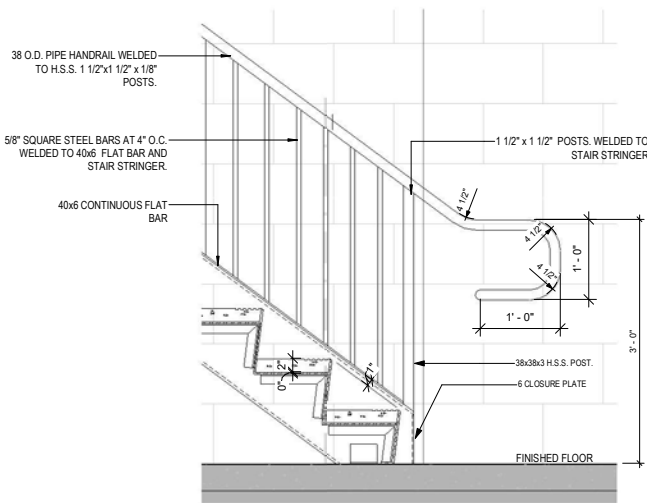 38 O.D. PIPE HANDRAIL WELDED
TO H.S.S. 1 1/2"x1 1/2" x 1/8"
POSTS.
5/8" SQUARE STEEL BARS AT 4" O.C.
WELDED TO 40x6 FLAT BAR AND
STAIR STRINGER.
40x6 CONTINUOUS FLAT
BAR
1 1/2" x 1 1/2" POSTS. WELDED TO
STAIR STRINGER
4 1/2"
4 1/2"
4 1/2"
1' - 0"
1' - 0"
3' - 0"
38x38x3 H.S.S. POST.
6 CLOSURE PLATE
FINISHED FLOOR